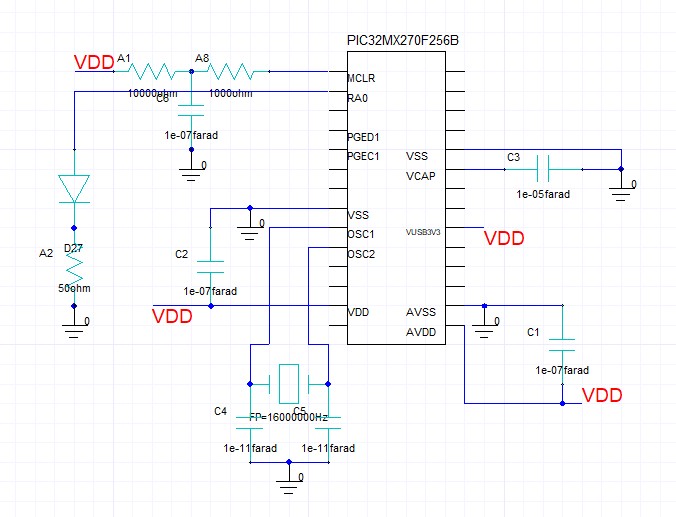 PIC32MX270F256B
VDD
A1
A8
MCLR
10000ohm
C6
1000ohm
RA0
1e-07farad
PGED1
PGEC1
VSS
C3
0
VCAP
0
1e-05farad
VSS
0
OSC1
VUSB3V3
VDD
A2
D27
C2
OSC2
50ohm
1e-07farad
VDD
VDD
AVSS
0
0
AVDD
C1
1e-07farad
VDD
C4
FP=16000000Hz
C5
1e-11farad
1e-11farad
0